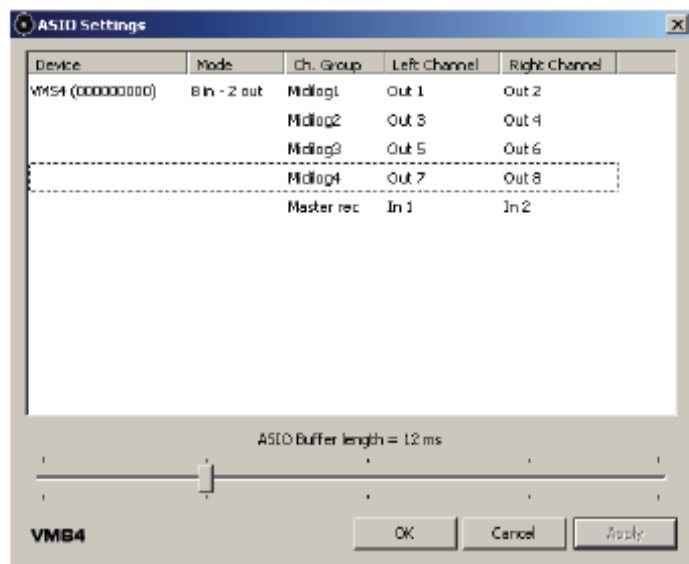 ASIO Settings
Device Mode Ch. Group Left Channel Right Channel
VMS4 (000000000) 8 in - 2 out Midilog1 Out 1 Out 2
Midilog2 Out 3 Out 4
Midilog3 Out 5 Out 6
Midilog4 Out 7 Out 8
Master rec In 1 In 2
ASIO Buffer length = 12 ms
VMS4 OK Cancel Apply